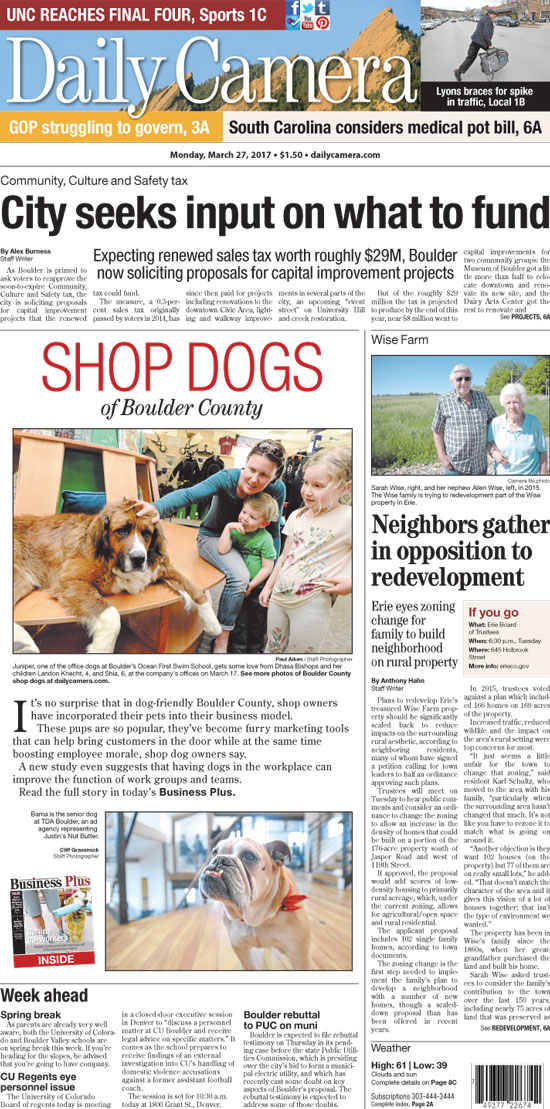 UNC REACHES FINAL FOUR, Sports 1C
You
Tube
Daily Camera
Lyons braces for spike
in traffic, Local 1B
GOP struggling to govern, 3A
South Carolina considers medical pot bill, 6A
Monday, March 27, 2017 • $1.50 • dailycamera.com
Community, Culture and Safety tax
City seeks input on what to fund
By Alex Burness
Staff Writer
As Boulder is primed to
ask voters to reapprove the
soon-to-expire Community,
Culture and Safety tax, the
city is soliciting proposals
for capital improvement
projects that the renewed
Expecting renewed sales tax worth roughly $29M, Boulder
now soliciting proposals for capital improvement projects
tax could fund.
The measure, a 0.3-per-
cent sales tax originally
passed by voters in 2014, has
since then paid for projects
including renovations to the
downtown Civic Area, light-
ing and walkway improve-
ments in several parts of the
city, an upcoming "event
street" on University Hill
and creek restoration.
But of the roughly $29
million the tax is projected
to produce by the end of this
year, near $8 million went to
capital improvements for
two community groups: the
Museum of Boulder got a lit-
tle more than half to relo-
cate downtown and reno-
vate its new site, and the
Dairy Arts Center got the
rest to renovate and
See PROJECTS, 6A
SHOP DOGS
of Boulder County
Paul Aiken / Staff Photographer
Juniper, one of the office dogs at Boulder's Ocean First Swim School, gets some love from Dhasa Bishops and her
children Landon Knecht, 4, and Shia, 6, at the company's offices on March 17. See more photos of Boulder County
shop dogs at dailycamera.com.
It's no surprise that in dog-friendly Boulder County, shop owners
have incorporated their pets into their business model.
These pups are so popular, they've become furry marketing tools
that can help bring customers in the door while at the same time
boosting employee morale, shop dog owners say.
A new study even suggests that having dogs in the workplace can
improve the function of work groups and teams.
Read the full story in today's Business Plus.
Bama is the senior dog
at TDA Boulder, an ad
agency representing
Justin's Nut Butter.
Cliff Grassmick
Staff Photographer
Business Plus
Canine
co-workers
INSIDE
Wise Farm
Camera file photo
Sarah Wise, right, and her nephew Allen Wise, left, in 2015.
The Wise family is trying to redevelopment part of the Wise
property in Erie.
Neighbors gather
in opposition to
redevelopment
Erie eyes zoning
change for
family to build
neighborhood
on rural property
If you go
What: Erie Board
of Trustees
When: 6:30 p.m., Tuesday
Where: 645 Holbrook
Street
More info: erieco.gov
By Anthony Hahn
Staff Writer
Plans to redevelop Erie's
treasured Wise Farm prop-
erty should be significantly
scaled back to reduce
impacts on the surrounding
rural aesthetic, according to
neighboring residents,
many of whom have signed
a petition calling for town
leaders to half an ordinance
approving such plans.
Trustees will meet on
Tuesday to hear public com-
ments and consider an ordi-
nance to change the zoning
to allow an increase in the
density of homes that could
be built on a portion of the
176-acre property south of
Jasper Road and west of
119th Street.
If approved, the proposal
would add scores of low-
density housing to primarily
rural acreage, which, under
the current zoning, allows
for agricultural/open space
and rural residential.
The applicant proposal
includes 102 single family
homes, according to town
documents.
The zoning change is the
first step needed to imple-
ment the family's plan to
develop a neighborhood
with a number of new
homes, though a scaled-
down proposal than has
been offered in recent
years.
In 2015, trustees voted
against a plan which includ-
ed 166 homes on 169 acres
of the property.
Increased traffic, reduced
wildlife and the impact on
the area's rural setting were
top concerns for most.
"It just seems a little
unfair for the town to
change that zoning," said
resident Karl Schultz, who
moved to the area with his
family, "particularly when
the surrounding area hasn't
changed that much. It's not
like you have to rezone it to
match what is going on
around it.
"Another objection is they
want 102 houses (on the
property) but 77 of them are
on really small lots," he add-
ed. "That doesn't match the
character of the area and it
gives this vision of a lot of
houses together; that isn't
the type of environment we
wanted."
The property has been in
Wise's family since the
1860s, when her great-
grandfather purchased the
land and built his home.
Sarah Wise asked trust-
ees to consider the family's
contribution to the town
over the last 150 years,
including nearly 75 acres of
land that was preserved as
See REDEVELOPMENT, 6A
Week ahead
Spring break
As parents are already very well
aware, both the University of Colora-
do and Boulder Valley schools are
on spring break this week. If you're
heading for the slopes, be advised
that you're going to have company.
CU Regents eye
personnel issue
The University of Colorado
Board of regents today is meeting
in a closed-door executive session
in Denver to "discuss a personnel
matter at CU Boulder and receive
legal advice on specific matters." It
comes as the school prepares to
receive findings of an external
investigation into CU's handling of
domestic violence accusations
against a former assistant football
coach.
The session is set for 10:30 a.m.
today at 1800 Grant St., Denver.
Boulder rebuttal
to PUC on muni
Boulder is expected to file rebuttal
testimony on Thursday in its pend-
ing case before the state Public Utili-
ties Commission, which is presiding
over the city's bid to form a munici-
pal electric utility, and which has
recently cast some doubt on key
aspects of Boulder's proposal. The
rebuttal testimony is expected to
address some of those doubts.
Weather
High: 61 | Low: 39
Clouds and sun
Complete details on Page 8C
Subscriptions 303-444-3444
Complete index, Page 2A
49377 22674